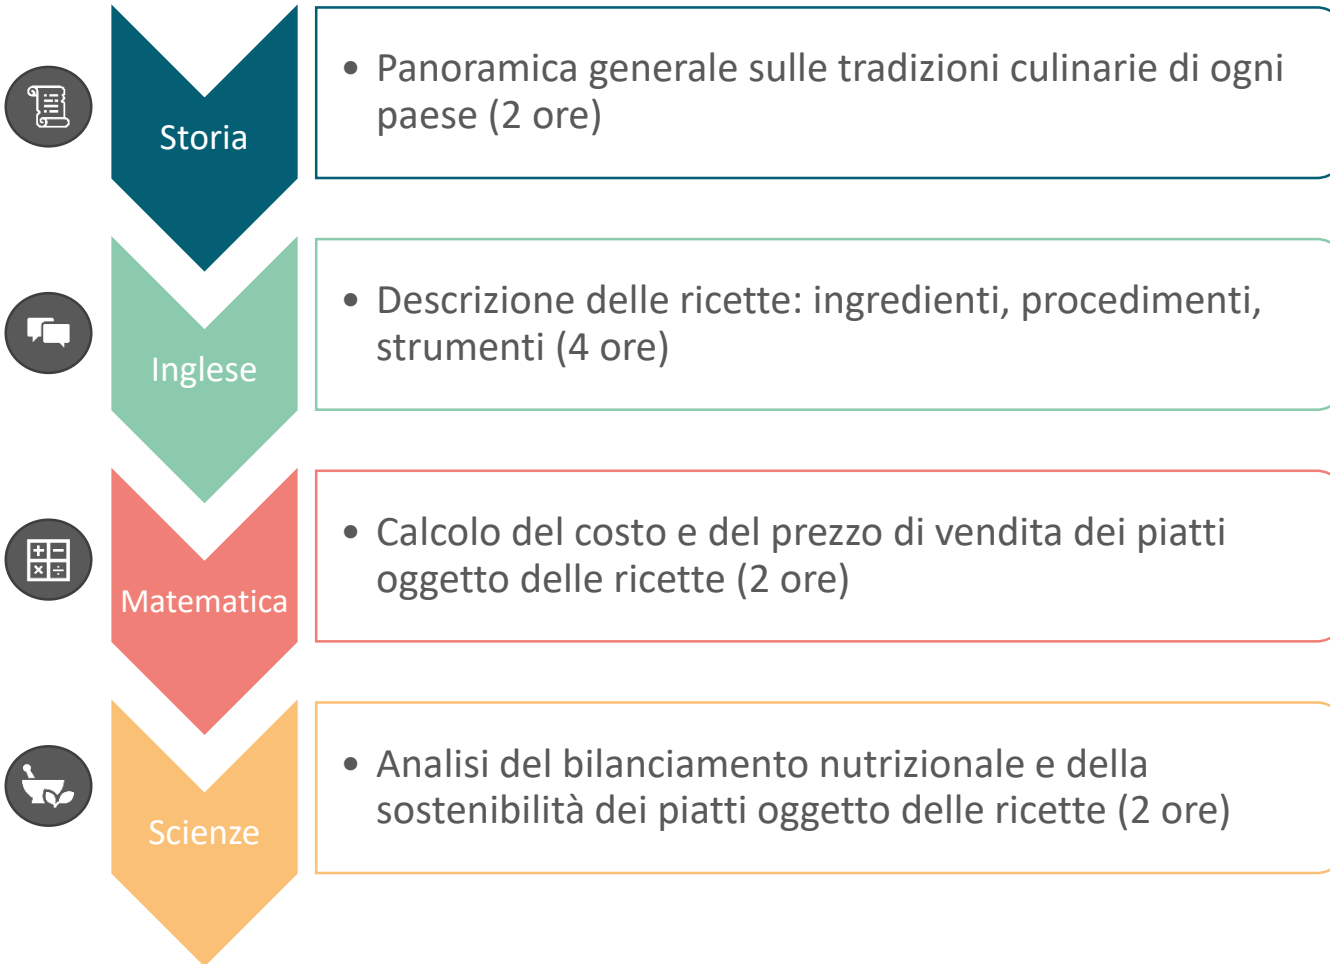 Storia
• Panoramica generale sulle tradizioni culinarie di ogni
paese (2 ore)
Inglese
• Descrizione delle ricette: ingredienti, procedimenti,
strumenti (4 ore)
Matematica
• Calcolo del costo e del prezzo di vendita dei piatti
oggetto delle ricette (2 ore)
Scienze
• Analisi del bilanciamento nutrizionale e della
sostenibilità dei piatti oggetto delle ricette (2 ore)